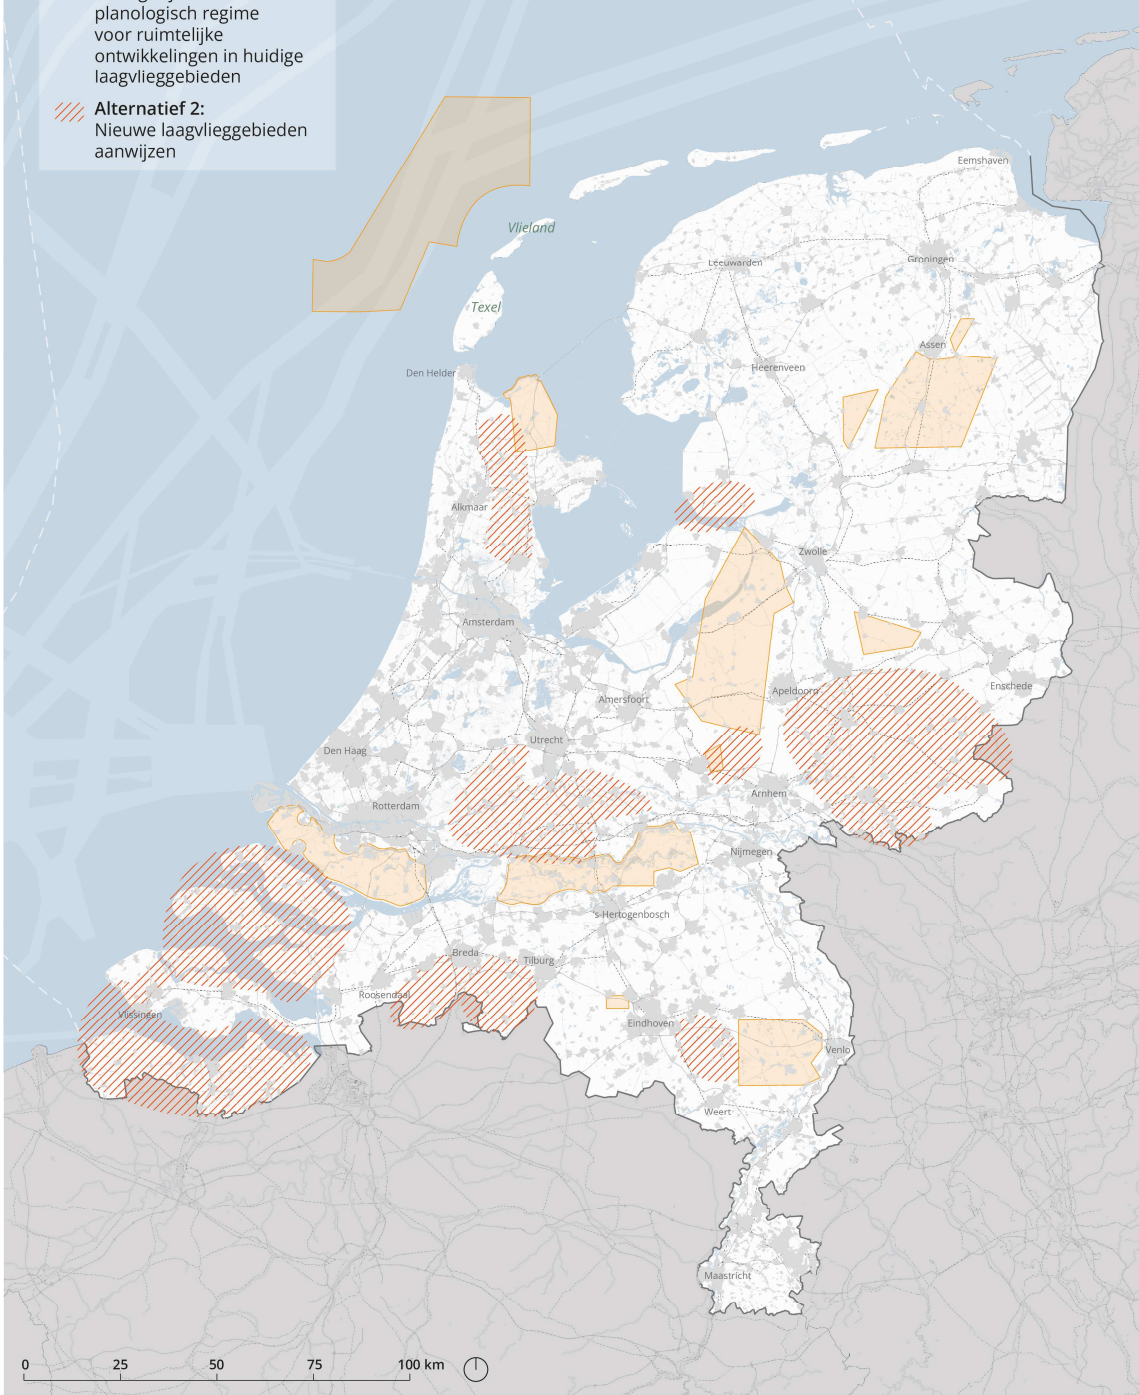 planologisch regime
voor ruimtelijke
ontwikkelingen in huidige
laagvlieggebieden
Alternatief 2:
Nieuwe laagvlieggebieden
aanwijzen
Eemshaven
Vlieland
Leeuwarden
Groningen
Texel
Assen
Den Helder
Heerenveen
Alkmaar
Zwolle
Amsterdam
Enschede
Apeldoorn
Amersfoort
Utrecht
Den Haag
Arnhem
Rotterdam
Nijmegen
's-Hertogenbosch
Breda
Tilburg
Roosendaal
Vlissingen
Eindhoven
Venlo
Weert
Maastricht
0 25 50 75 100 km